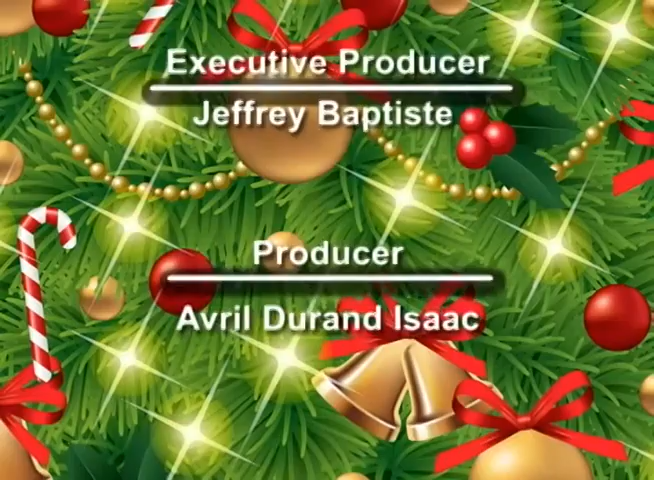 Executive Producer
Jeffrey Baptiste
Producer
Avril Durand Isaac